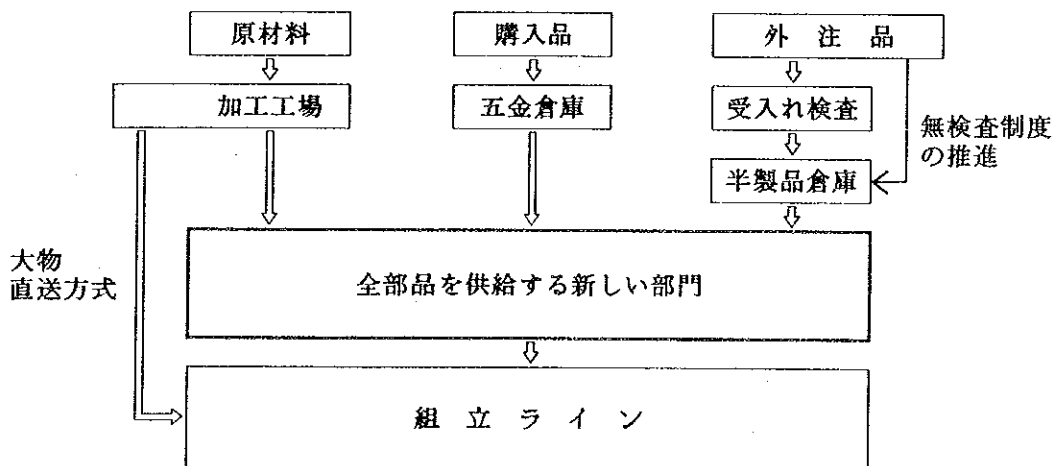 原材料
購入品
外注品
加工工場
五金倉庫
受入れ検査
無検査制度
の推進
半製品倉庫
大物
直送方式
全部品を供給する新しい部門
組立ライン